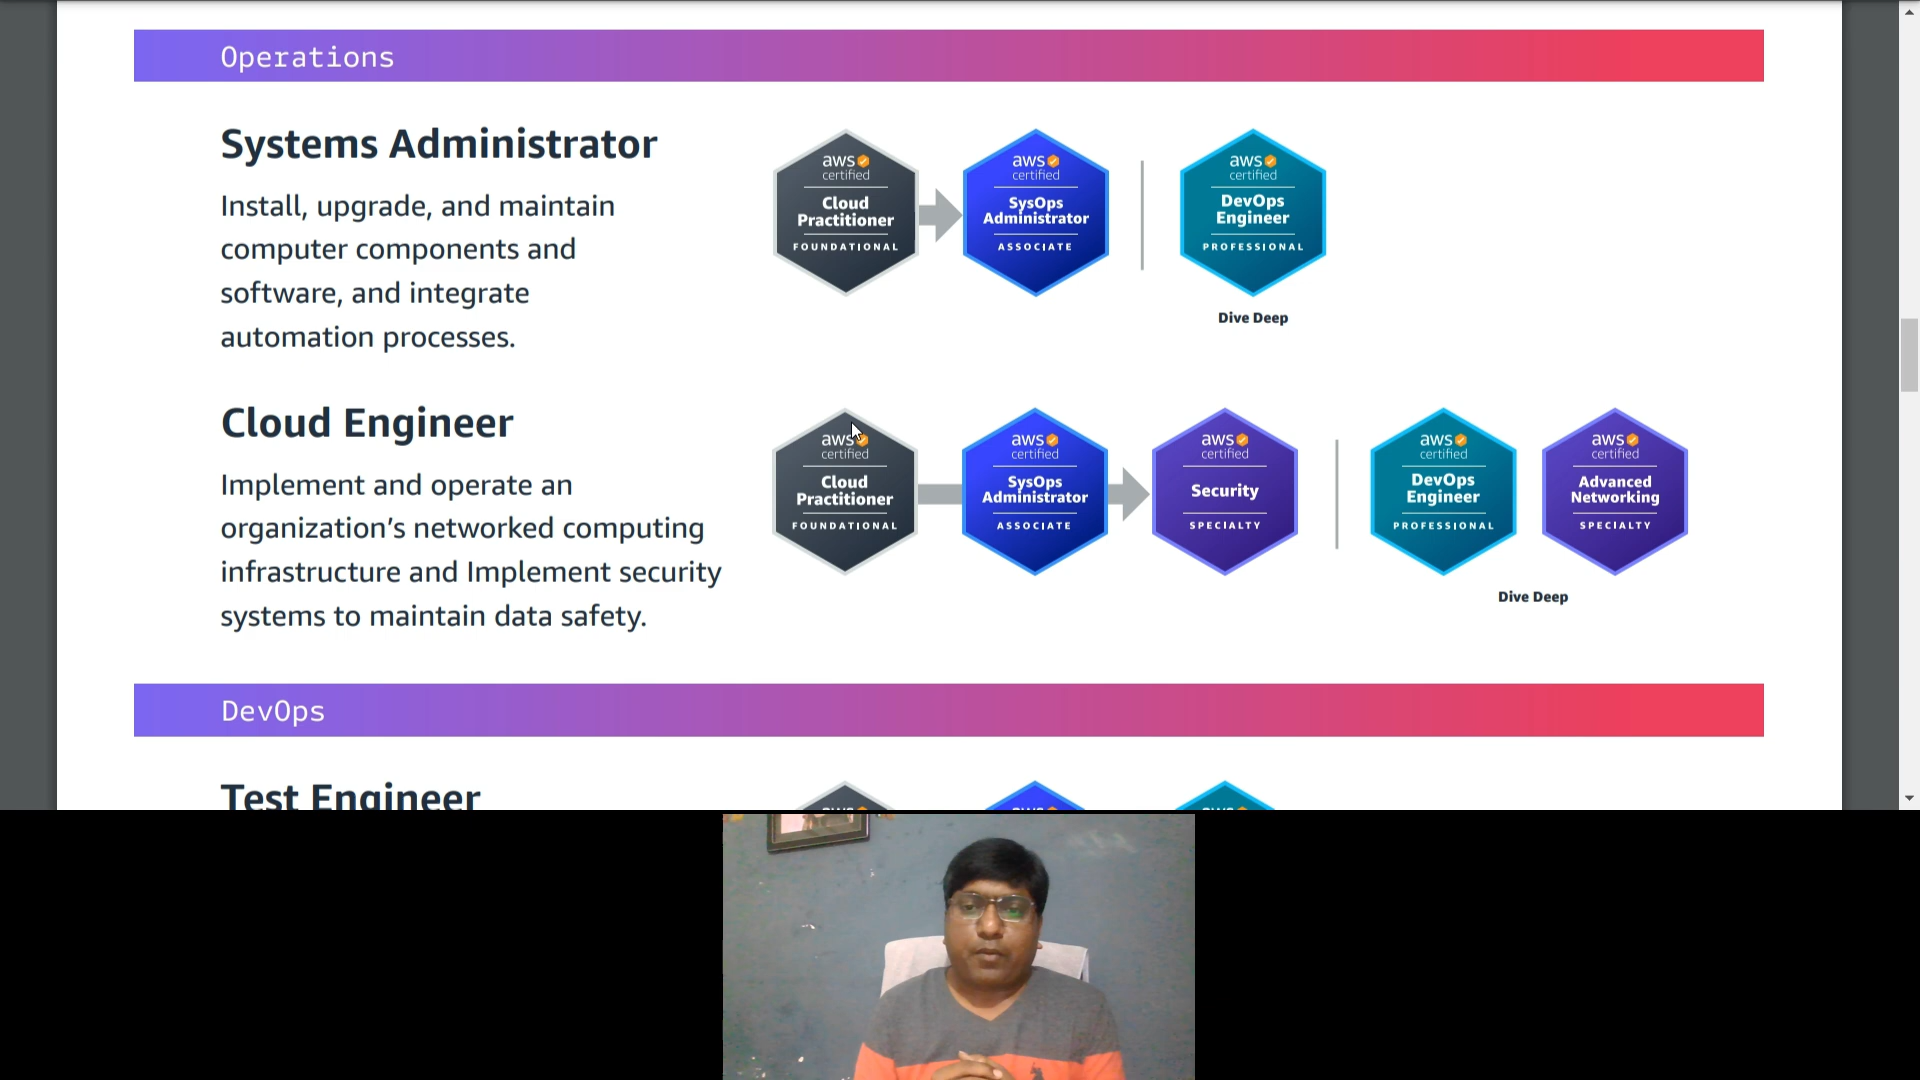 Operations
Systems Administrator
Install, upgrade, and maintain
computer components and
software, and integrate
automation processes.
aws
certified
Cloud
Practitioner
FOUNDATIONAL
aws
certified
SysOps
Administrator
ASSOCIATE
aws
certified
DevOps
Engineer
PROFESSIONAL
Dive Deep
Cloud Engineer
Implement and operate an
organization’s networked computing
infrastructure and Implement security
systems to maintain data safety.
aws
certified
Cloud
Practitioner
FOUNDATIONAL
aws
certified
SysOps
Administrator
ASSOCIATE
aws
certified
Security
SPECIALTY
aws
certified
DevOps
Engineer
PROFESSIONAL
aws
certified
Advanced
Networking
SPECIALTY
Dive Deep
DevOps
Test Engineer